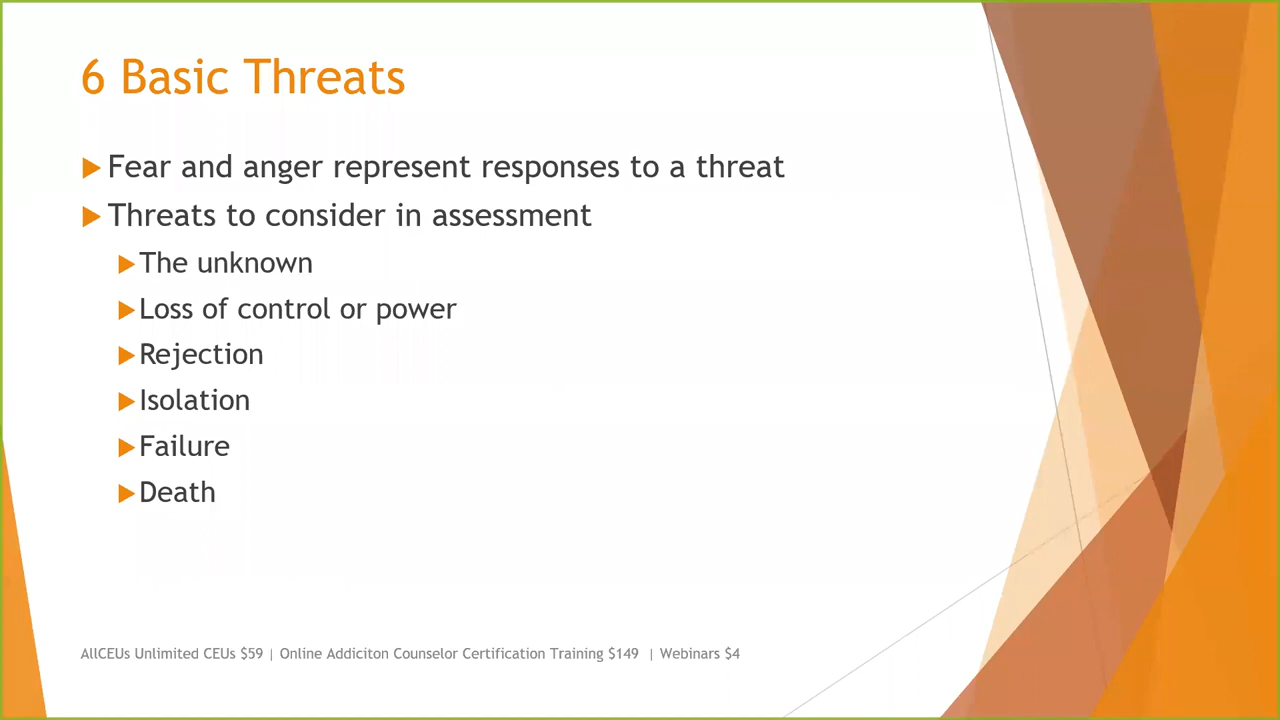 6 Basic Threats
Fear and anger represent responses to a threat
Threats to consider in assessment
The unknown
Loss of control or power
Rejection
Isolation
Failure
Death
AllCEUs Unlimited CEUs $59 | Online Addiciton Counselor Certification Training $149 | Webinars $4